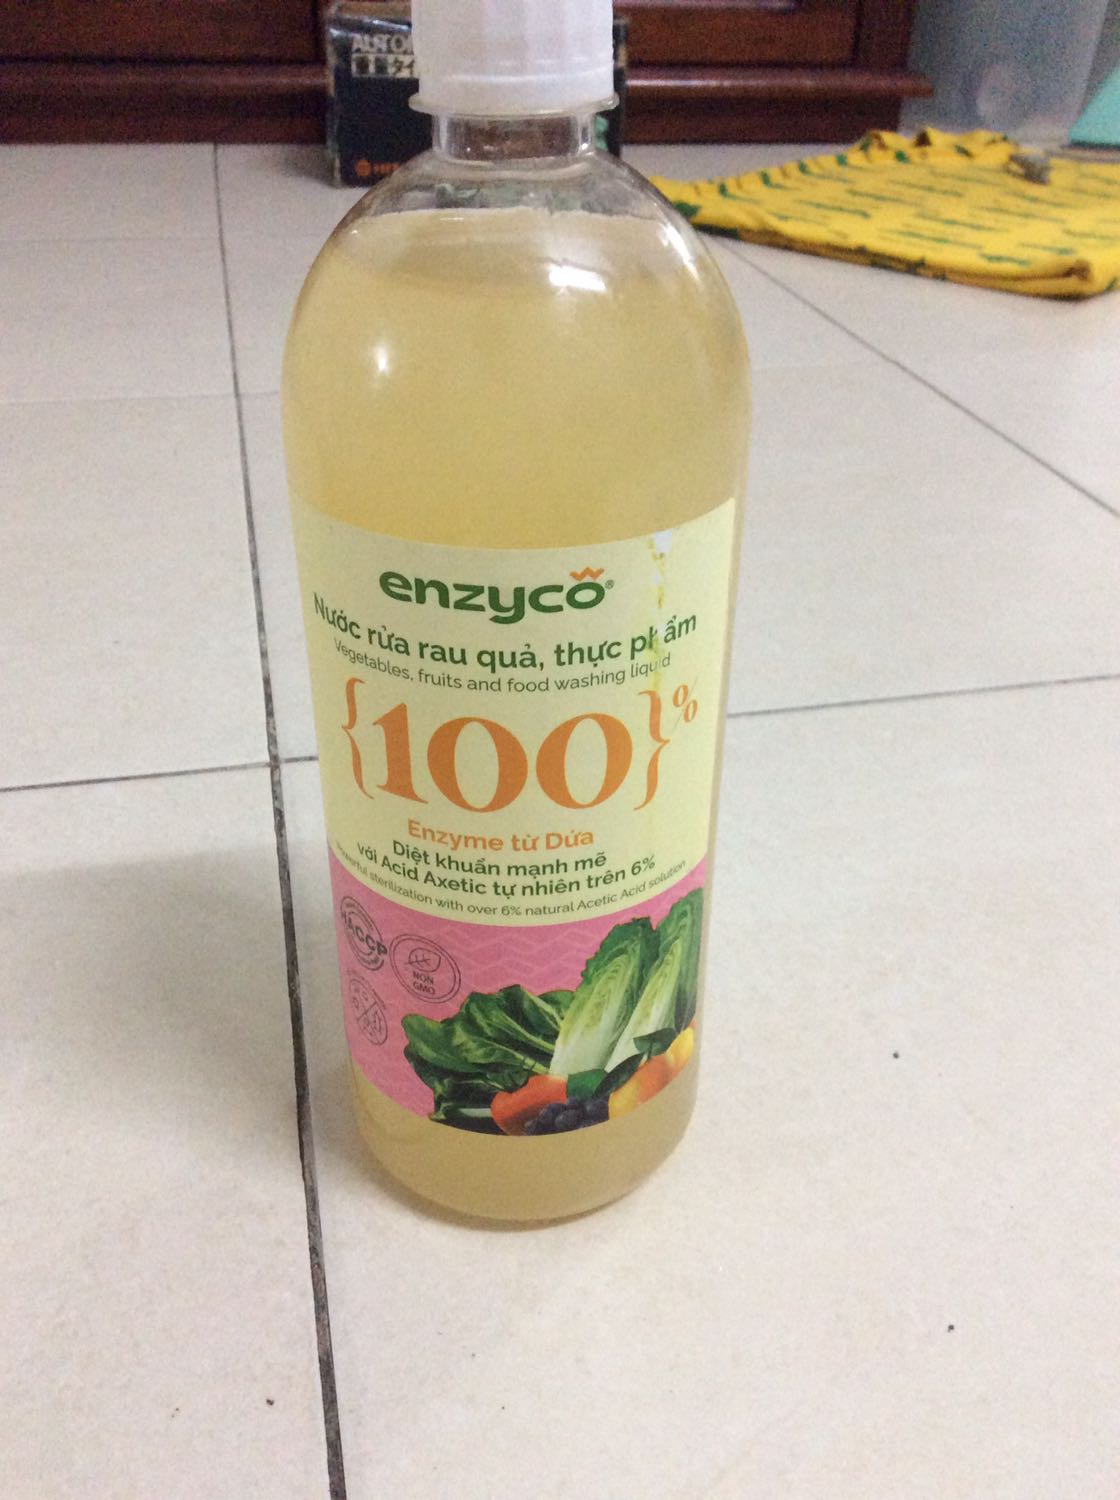 AUTO
enzyco®
Nước rửa rau quả, thực phẩm
Vegetables, fruits and food washing liquid
{100}%
Enzyme từ Dứa
Diệt khuẩn mạnh mẽ
với Acid Axetic tự nhiên trên 6%
Powerful sterilization with over 6% natural Acetic Acid solution
HACCP
NON
GMO